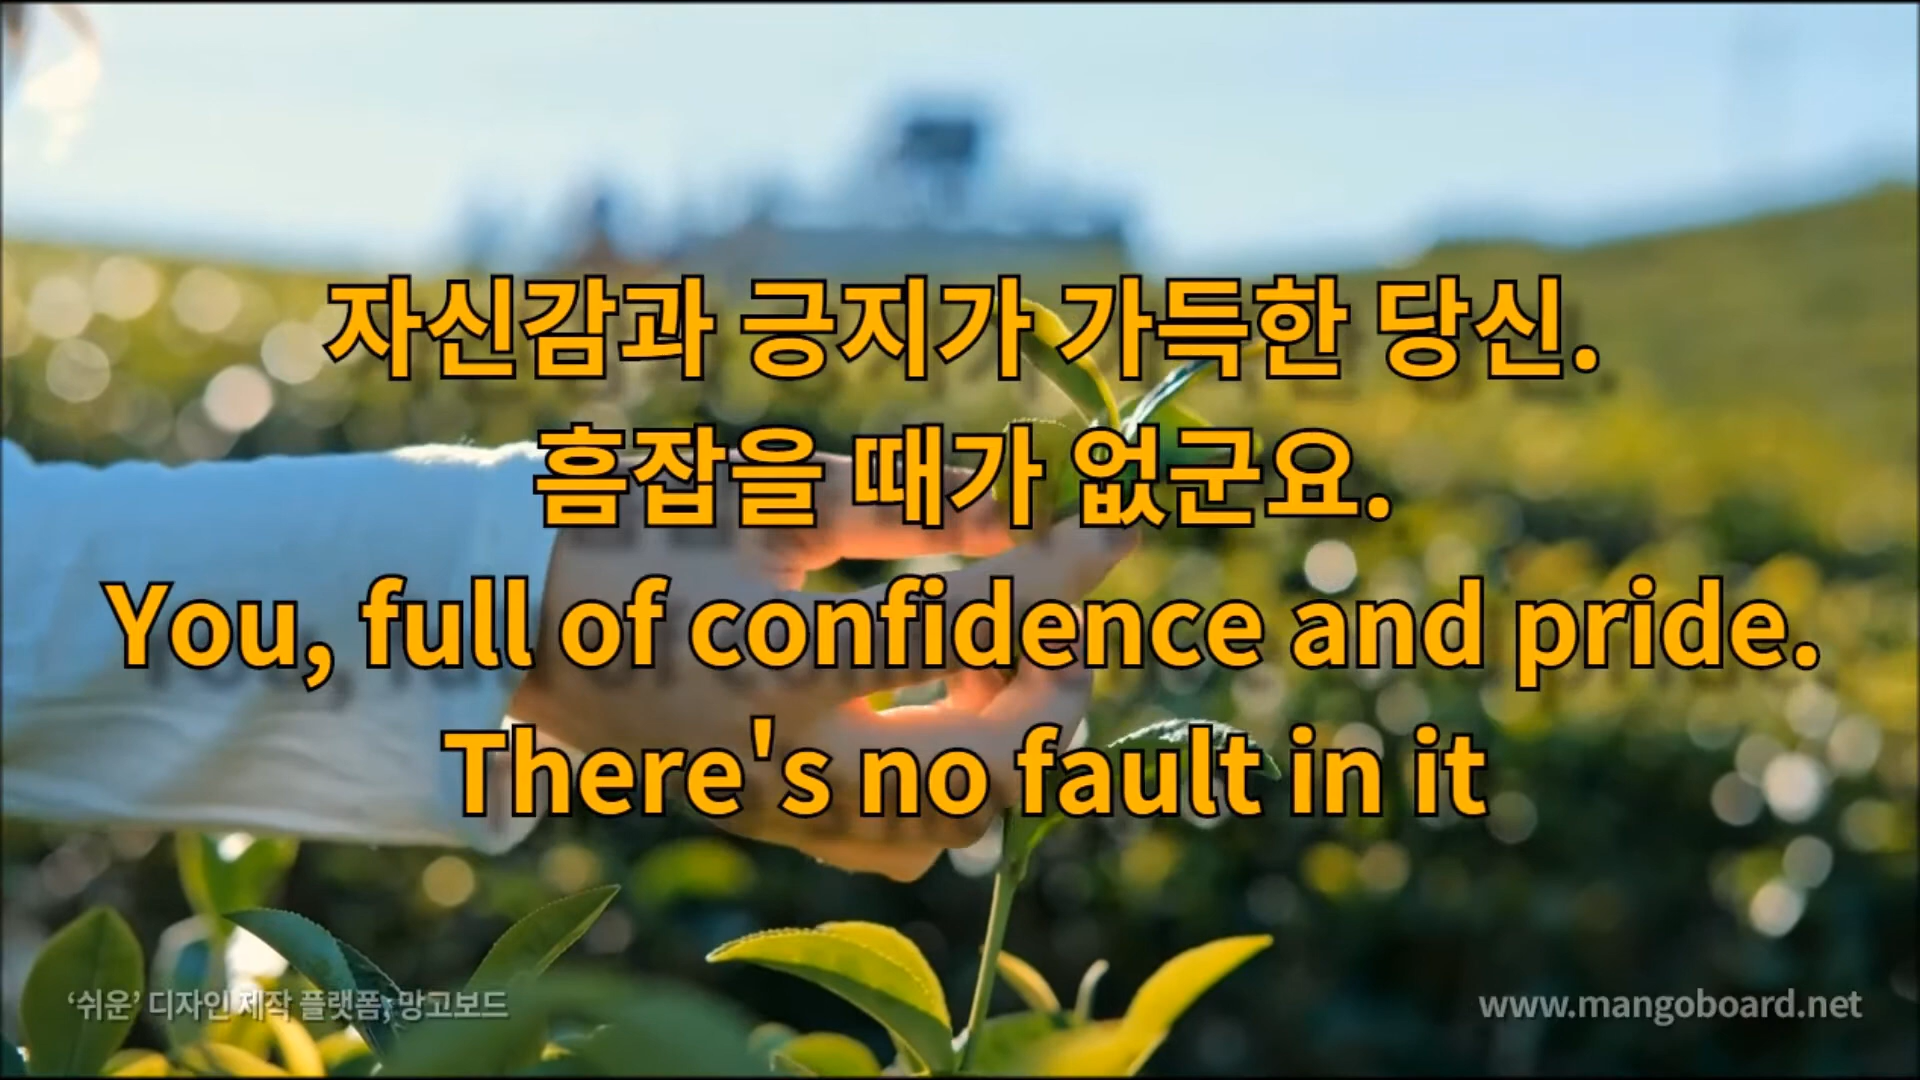 자신감과 긍지가 가득한 당신.
흠잡을 때가 없군요.
You, full of confidence and pride.
There's no fault in it
‘쉬운’ 디자인 제작 플랫폼; 망고보드
www.mangoboard.net